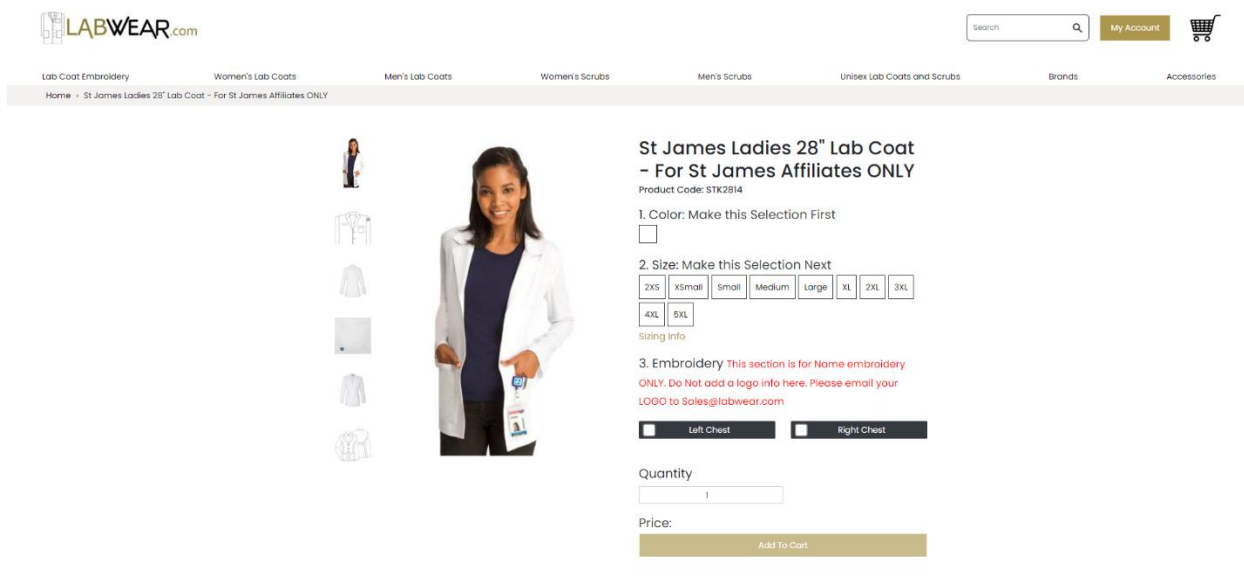 LABWEAR.com
Search
My Account
Lab Coat Embroidery Women's Lab Coats Men's Lab Coats Women's Scrubs Men's Scrubs Unisex Lab Coats and Scrubs Brands Accessories
Home › St James Ladies 28" Lab Coat - For St James Affiliates ONLY
St James Ladies 28" Lab Coat
- For St James Affiliates ONLY
Product Code: STK2814
1. Color: Make this Selection First
2. Size: Make this Selection Next
2XS XSmall Small Medium Large XL 2XL 3XL
4XL 5XL
Sizing Info
3. Embroidery This section is for Name embroidery
ONLY. Do Not add a logo info here. Please email your
LOGO to Sales@labwear.com
Left Chest Right Chest
Quantity
1
Price:
Add To Cart